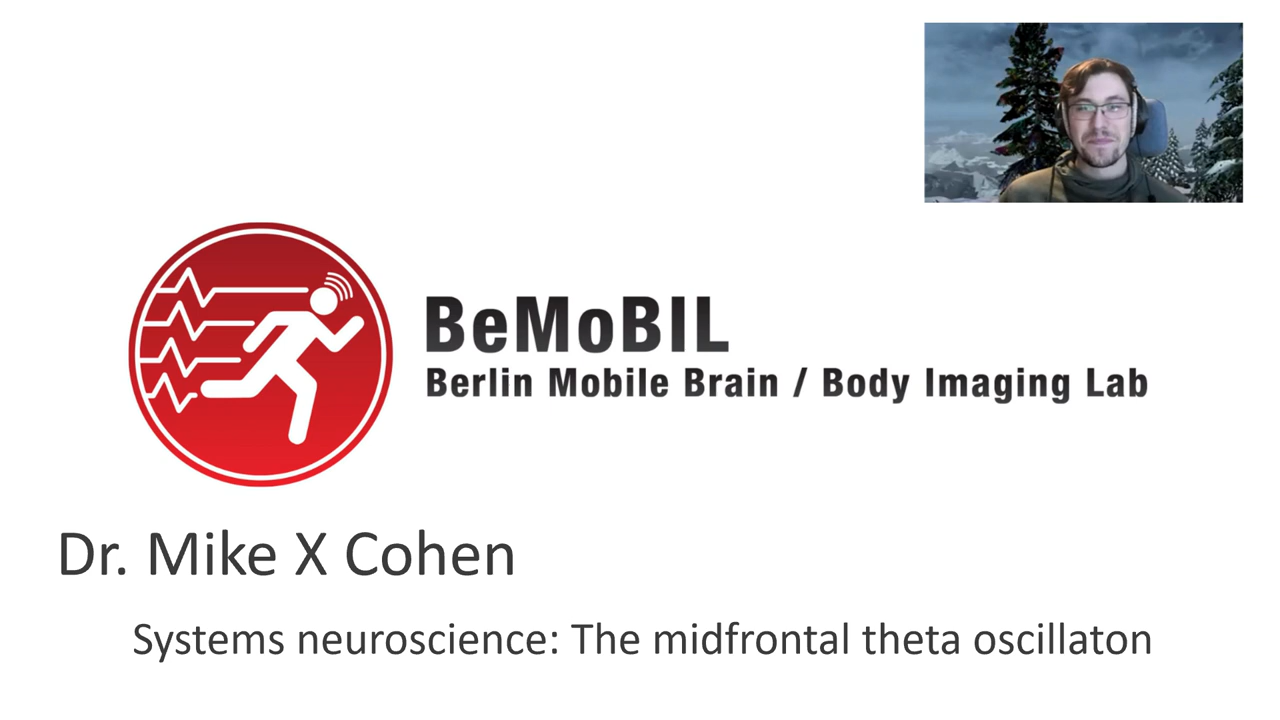 BeMoBIL
Berlin Mobile Brain / Body Imaging Lab
Dr. Mike X Cohen
Systems neuroscience: The midfrontal theta oscillaton